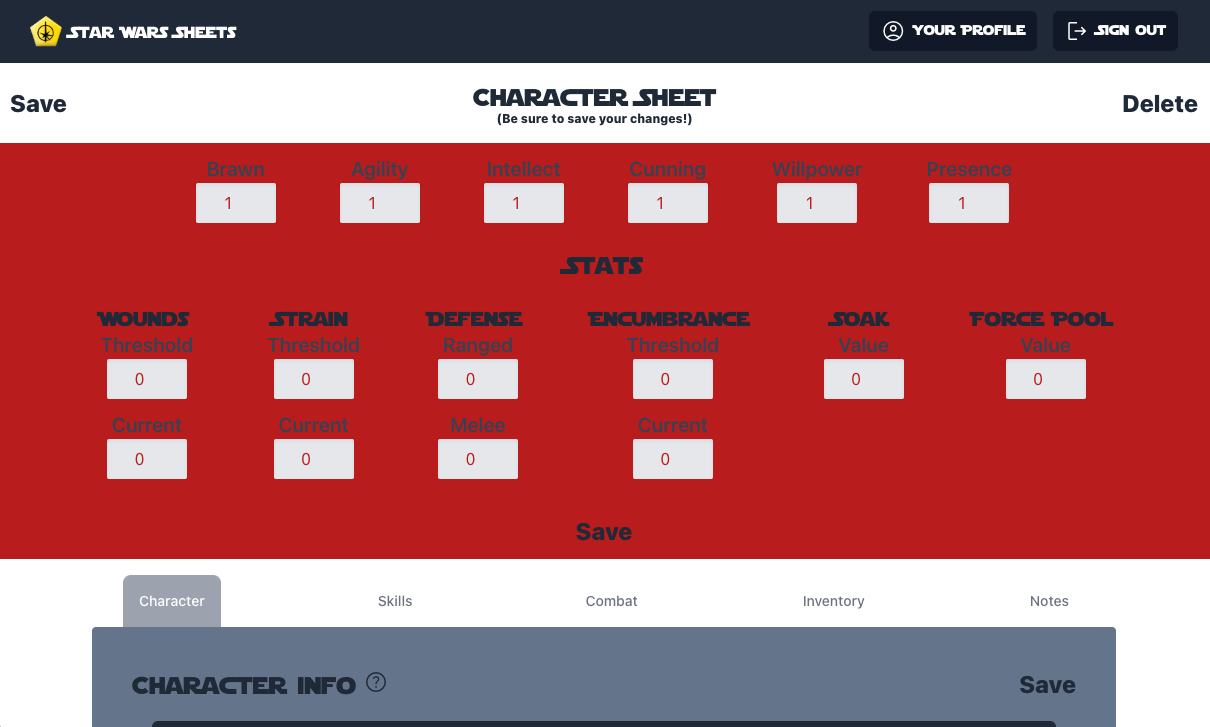 Star Wars Sheets
Your Profile
Sign Out
Save
Character Sheet
(Be sure to save your changes!)
Delete
Brawn Agility Intellect Cunning Willpower Presence
1 1 1 1 1 1
Stats
Wounds Strain Defense Encumbrance Soak Force Pool
Threshold Threshold Ranged Threshold Value Value
0 0 0 0 0 0
Current Current Melee Current
0 0 0 0
Save
Character Skills Combat Inventory Notes
Character Info ?
Save